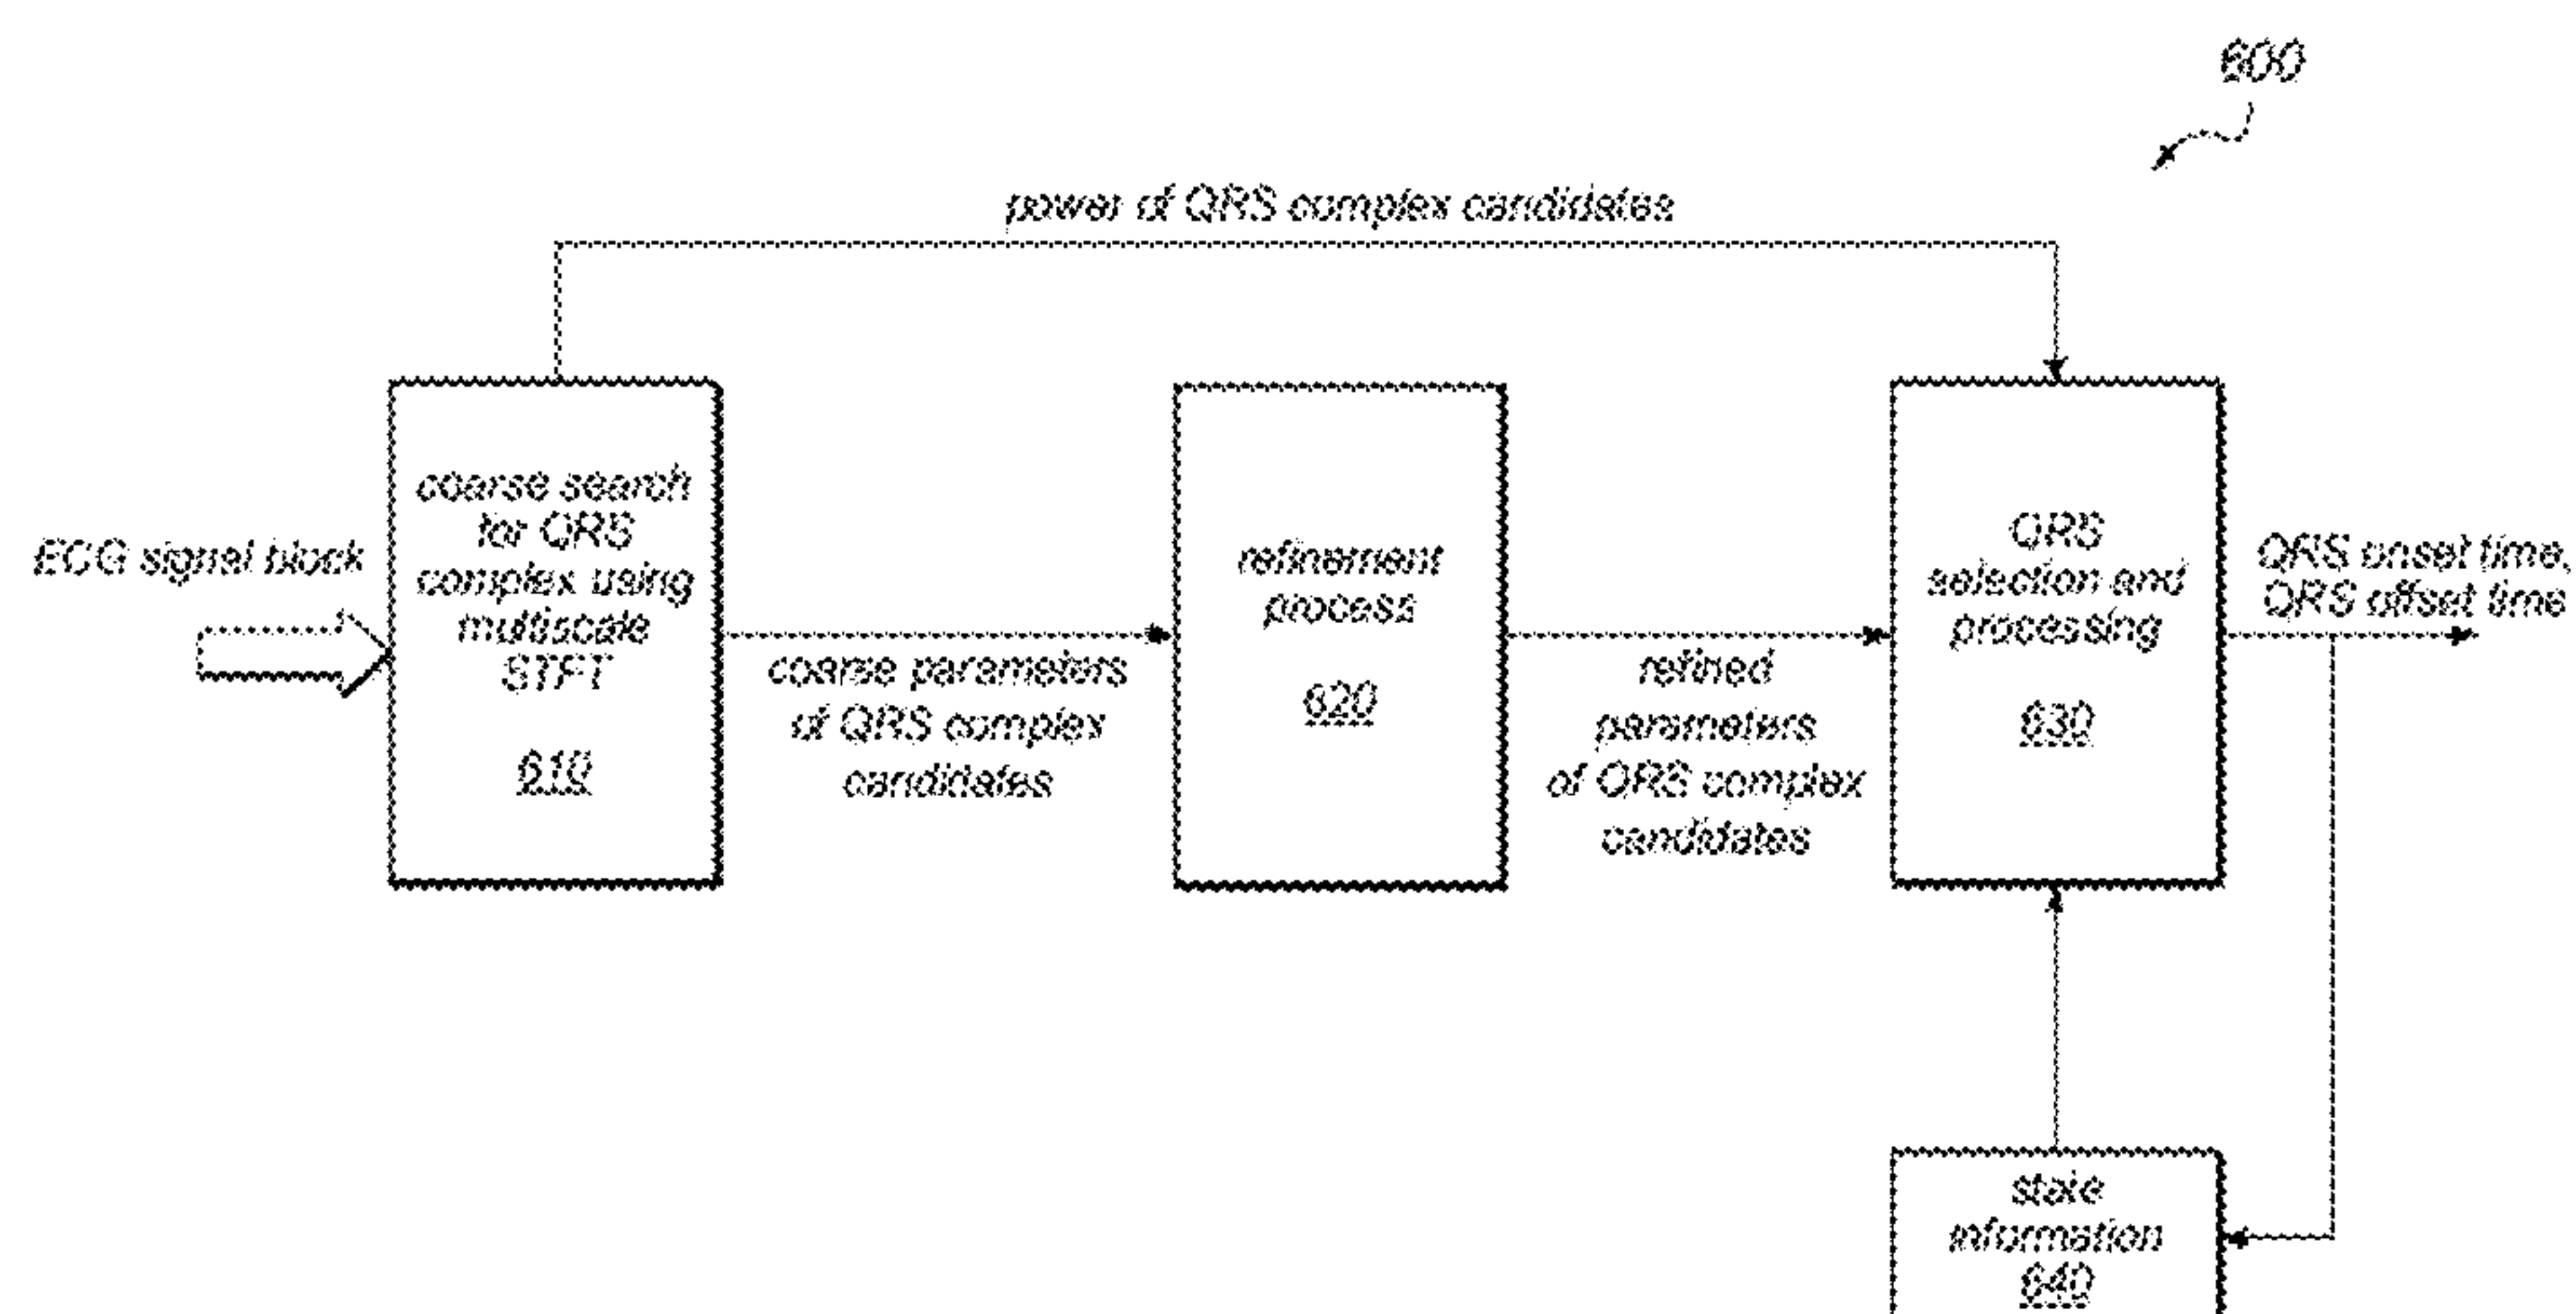 600
power of QRS complex candidates
ECG signal block
coarse search
for QRS
complex using
multiscale
STFT
610
coarse parameters
of QRS complex
candidates
refinement
process
620
refined
parameters
of QRS complex
candidates
QRS
selection and
processing
630
QRS onset time,
QRS offset time
state
information
640